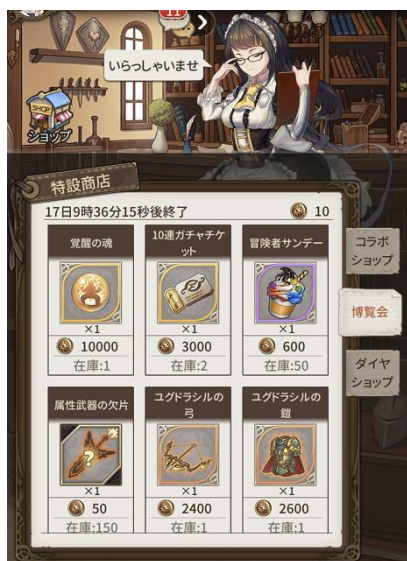 11
いらっしゃいませ
SHOP
ショップ
特設商店
17日9時36分15秒後終了
10
覚醒の魂
×1
10000
在庫:1
10連ガチャチケ
ット
×1
3000
在庫:2
冒険者サンデー
×1
600
在庫:50
属性武器の欠片
×1
50
在庫:150
ユグドラシルの
弓
×1
2400
在庫:1
ユグドラシルの
鎧
×1
2600
在庫:1
コラボ
ショップ
博覧会
ダイヤ
ショップ